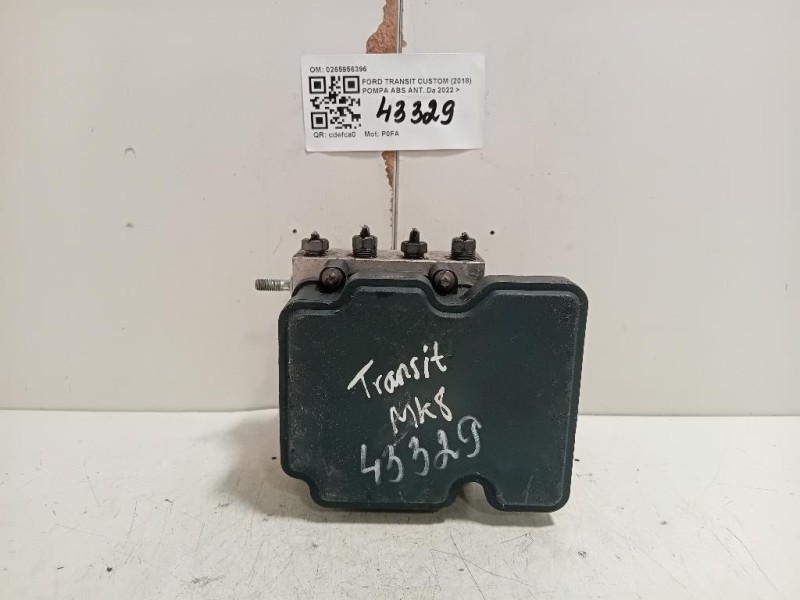 OM: 0265956396
FORD TRANSIT CUSTOM (2018)
POMPA ABS ANT. Da 2022 >
43329
QR: cdefca0 Mot: P0FA
Transit
MK8
43329